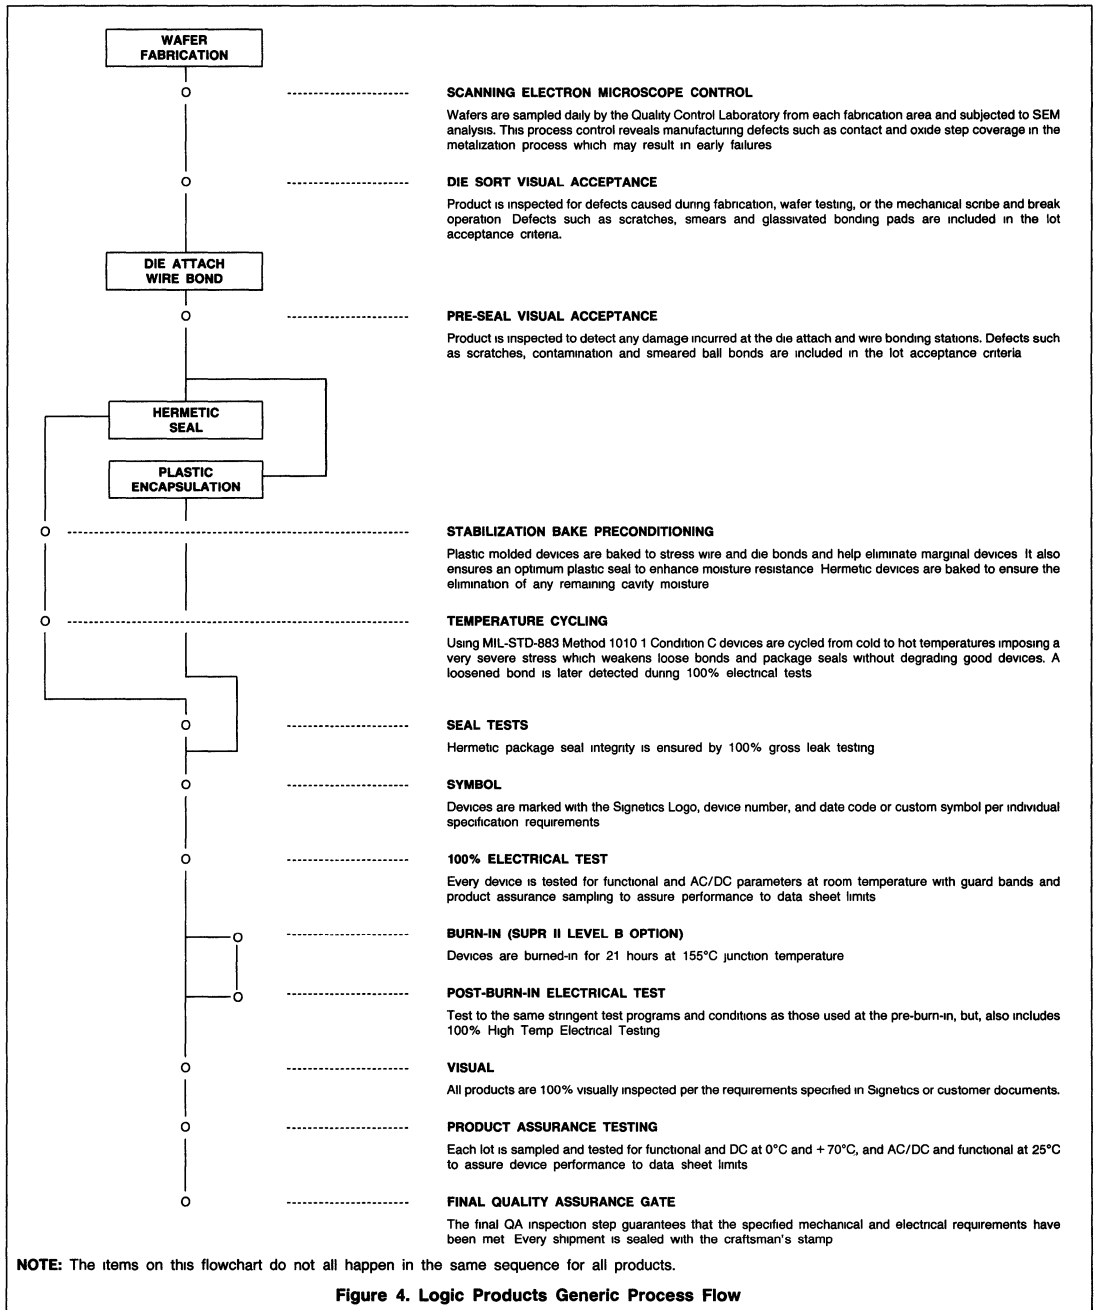 WAFER
FABRICATION
SCANNING ELECTRON MICROSCOPE CONTROL
Wafers are sampled daily by the Quality Control Laboratory from each fabrication area and subjected to SEM
analysis. This process control reveals manufacturing defects such as contact and oxide step coverage in the
metalization process which may result in early failures
DIE SORT VISUAL ACCEPTANCE
Product is inspected for defects caused during fabrication, wafer testing, or the mechanical scribe and break
operation Defects such as scratches, smears and glassivated bonding pads are included in the lot
acceptance criteria.
DIE ATTACH
WIRE BOND
PRE-SEAL VISUAL ACCEPTANCE
Product is inspected to detect any damage incurred at the die attach and wire bonding stations. Defects such
as scratches, contamination and smeared ball bonds are included in the lot acceptance criteria
HERMETIC
SEAL
PLASTIC
ENCAPSULATION
STABILIZATION BAKE PRECONDITIONING
Plastic molded devices are baked to stress wire and die bonds and help eliminate marginal devices It also
ensures an optimum plastic seal to enhance moisture resistance Hermetic devices are baked to ensure the
elimination of any remaining cavity moisture
TEMPERATURE CYCLING
Using MIL-STD-883 Method 1010 1 Condition C devices are cycled from cold to hot temperatures imposing a
very severe stress which weakens loose bonds and package seals without degrading good devices. A
loosened bond is later detected during 100% electrical tests
SEAL TESTS
Hermetic package seal integrity is ensured by 100% gross leak testing
SYMBOL
Devices are marked with the Signetics Logo, device number, and date code or custom symbol per individual
specification requirements
100% ELECTRICAL TEST
Every device is tested for functional and AC/DC parameters at room temperature with guard bands and
product assurance sampling to assure performance to data sheet limits
BURN-IN (SUPR II LEVEL B OPTION)
Devices are burned-in for 21 hours at 155°C junction temperature
POST-BURN-IN ELECTRICAL TEST
Test to the same stringent test programs and conditions as those used at the pre-burn-in, but, also includes
100% High Temp Electrical Testing
VISUAL
All products are 100% visually inspected per the requirements specified in Signetics or customer documents.
PRODUCT ASSURANCE TESTING
Each lot is sampled and tested for functional and DC at 0°C and +70°C, and AC/DC and functional at 25°C
to assure device performance to data sheet limits
FINAL QUALITY ASSURANCE GATE
The final QA inspection step guarantees that the specified mechanical and electrical requirements have
been met Every shipment is sealed with the craftsman's stamp
NOTE: The items on this flowchart do not all happen in the same sequence for all products.
Figure 4. Logic Products Generic Process Flow